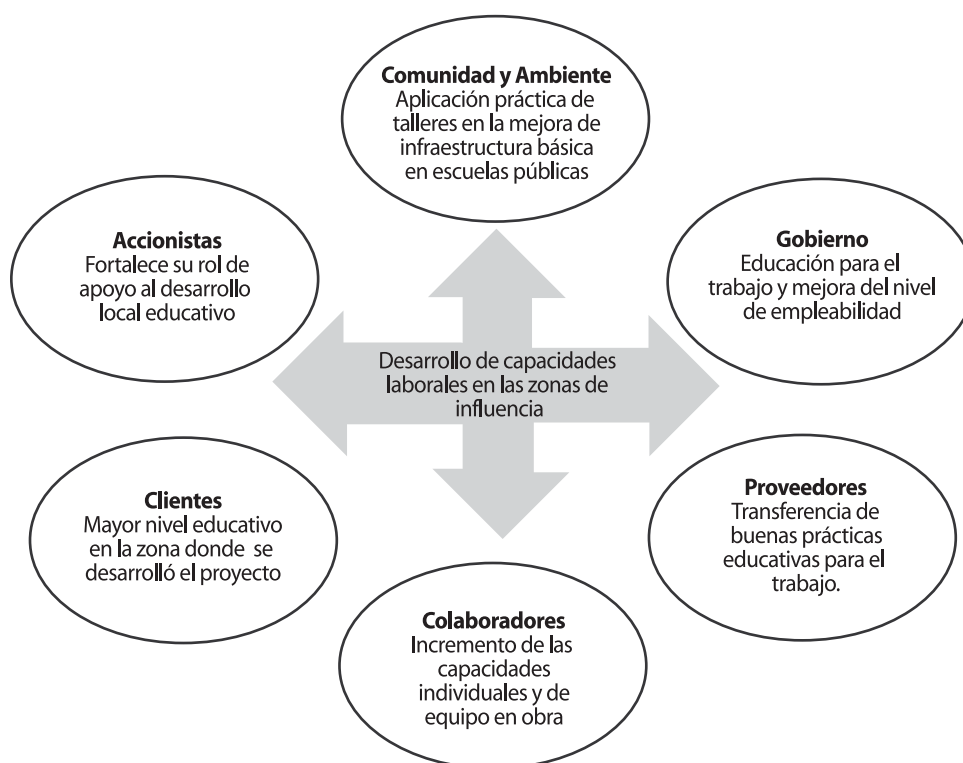 Comunidad y Ambiente
Aplicación práctica de
talleres en la mejora de
infraestructura básica
en escuelas públicas
Accionistas
Fortalece su rol de
apoyo al desarrollo
local educativo
Gobierno
Educación para el
trabajo y mejora del nivel
de empleabilidad
Desarrollo de capacidades
laborales en las zonas de
influencia
Clientes
Mayor nivel educativo
en la zona donde se
desarrolló el proyecto
Proveedores
Transferencia de
buenas prácticas
educativas para el
trabajo.
Colaboradores
Incremento de las
capacidades
individuales y de
equipo en obra